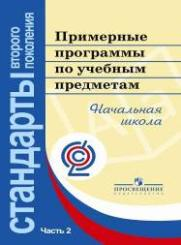 стандарты
второго поколения
Примерные
программы
по учебным
предметам
Начальная
школа
ПРОСВЕЩЕНИЕ
Часть 2